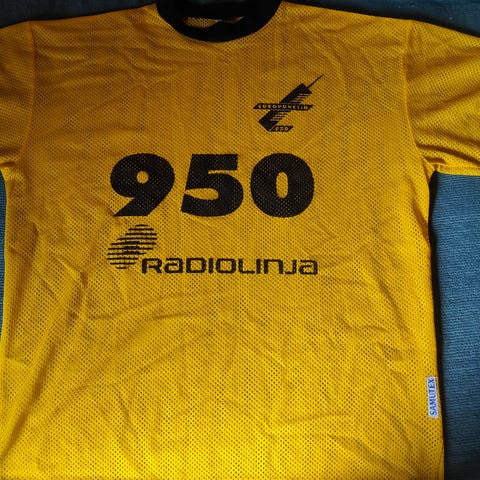 EUROPUHELIN
950
950
RADIOLINJA
SAMUTEX